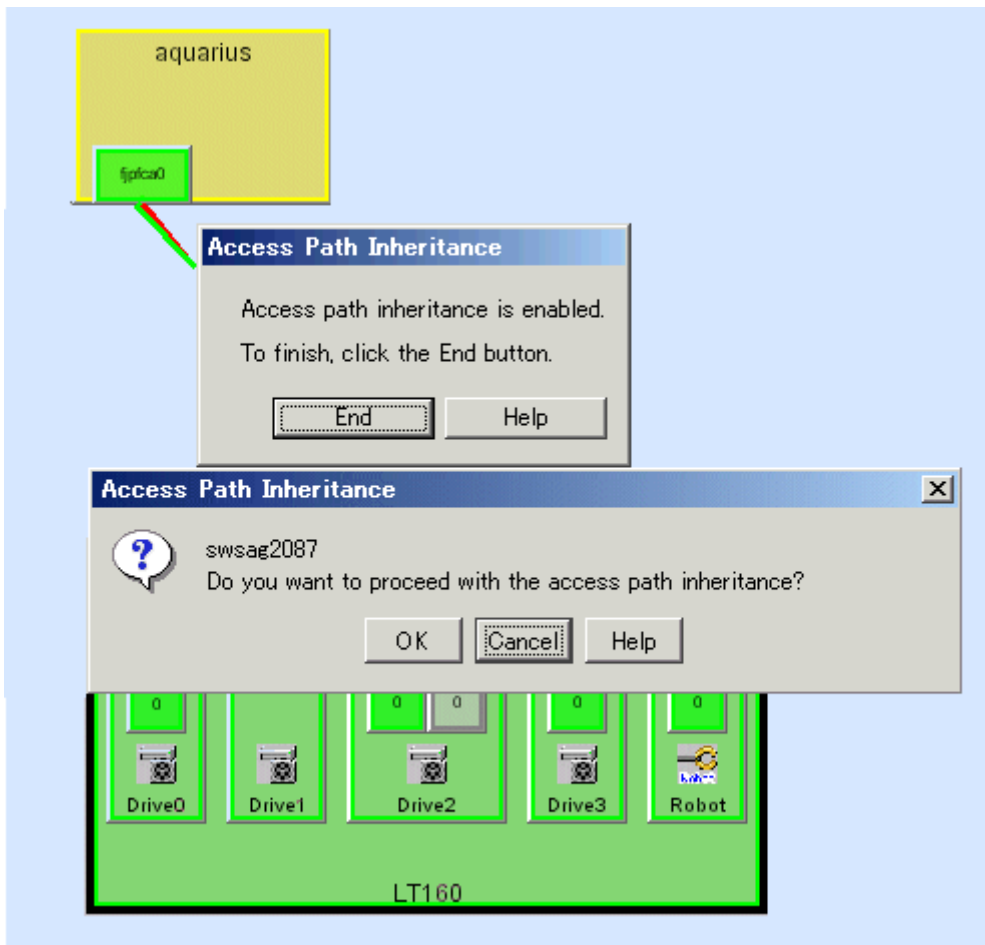 aquarius
fjpfca0
Access Path Inheritance
Access path inheritance is enabled.
To finish, click the End button.
End Help
Access Path Inheritance
swsag2087
Do you want to proceed with the access path inheritance?
OK Cancel Help
0 0 0 0 0
Drive0 Drive1 Drive2 Drive3 Robot
LT160